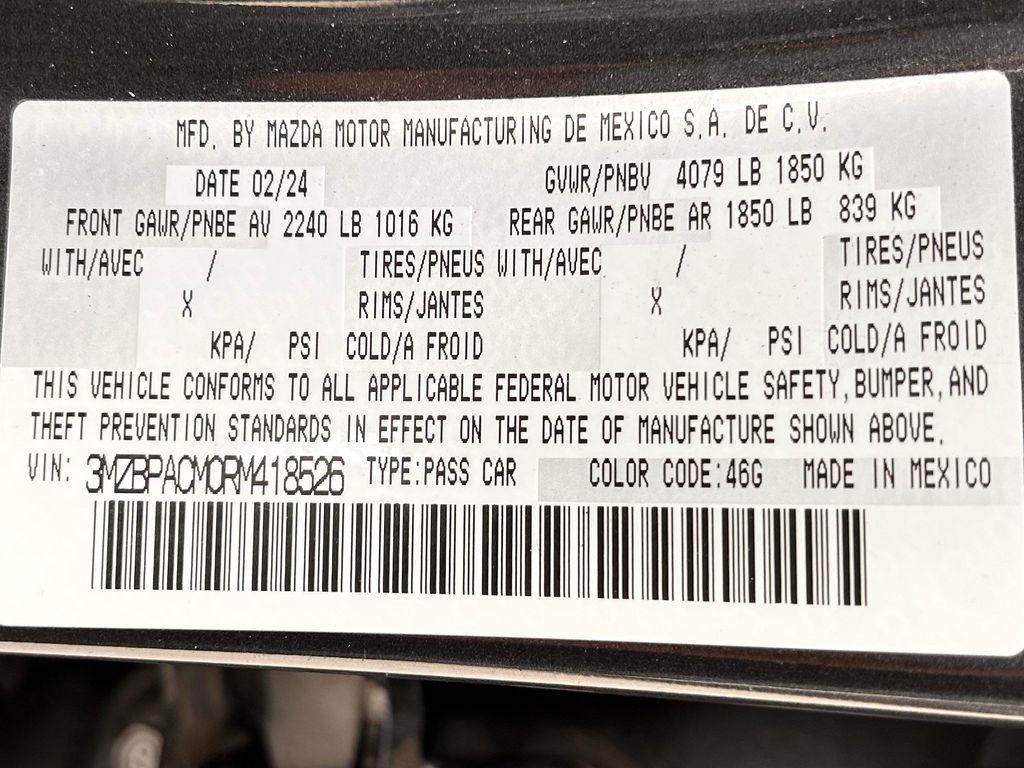 MFD. BY MAZDA MOTOR MANUFACTURING DE MEXICO S.A. DE C.V.
DATE 02/24 GVWR/PNBV 4079 LB 1850 KG
FRONT GAWR/PNBE AV 2240 LB 1016 KG REAR GAWR/PNBE AR 1850 LB 839 KG
WITH/AVEC / TIRES/PNEUS WITH/AVEC / TIRES/PNEUS
X RIMS/JANTES X RIMS/JANTES
KPA/ PSI COLD/A FROID KPA/ PSI COLD/A FROID
THIS VEHICLE CONFORMS TO ALL APPLICABLE FEDERAL MOTOR VEHICLE SAFETY, BUMPER, AND
THEFT PREVENTION STANDARDS IN EFFECT ON THE DATE OF MANUFACTURE SHOWN ABOVE.
VIN: 3MZBPACM0RM418526 TYPE:PASS CAR COLOR CODE:46G MADE IN MEXICO